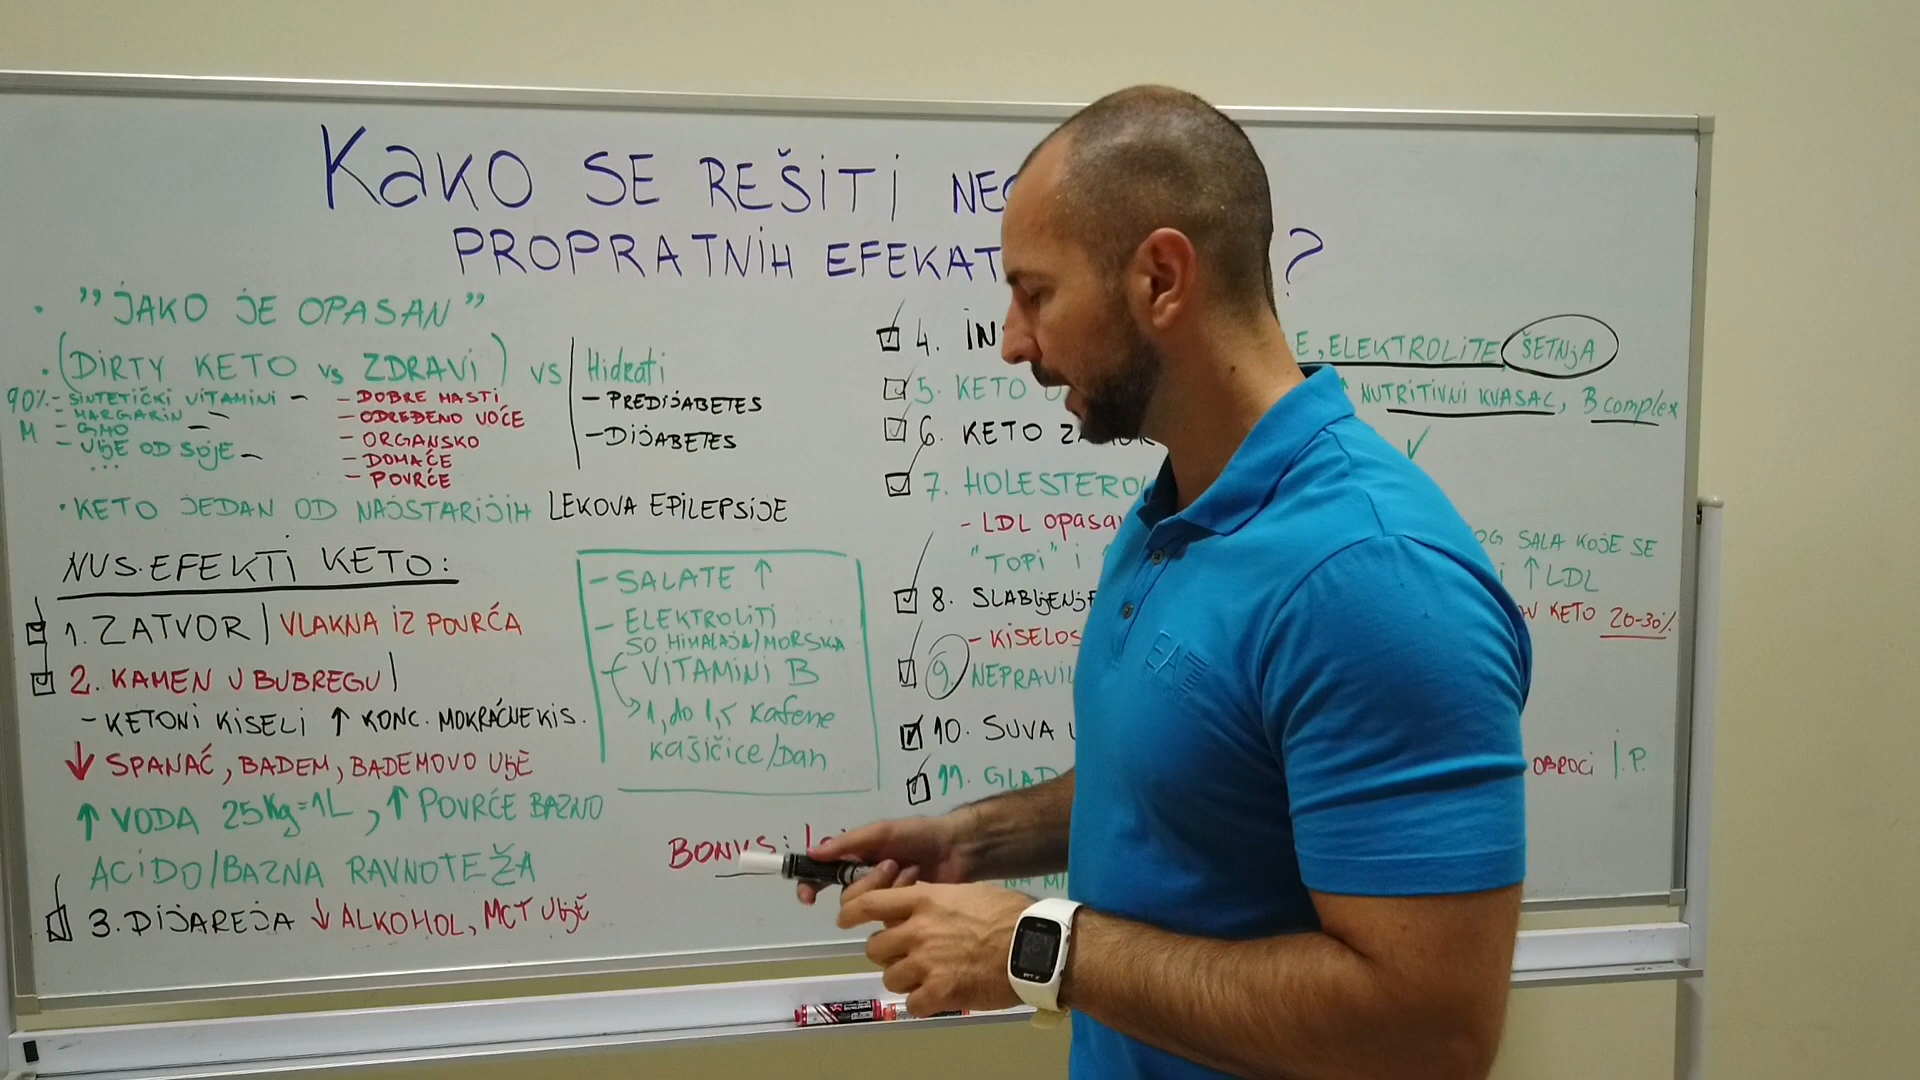 KAKO SE REŠITI
PROPRATNIH EFEKAT ?
• "JAKO JE OPASAN"
• (DIRTY KETO vs ZDRAVI) vs Hidrati
90% - SINTETIČKI VITAMINI -
- MARGARIN -
M - GMO -
- ULJE OD SOJE -
...
- DOBRE MASTI
- ODREĐENO VOĆE
- ORGANSKO
- DOMAĆE
- POVRĆE
- PREDIJABETES
- DIJABETES
• KETO JEDAN OD NAJSTARIJIH LEKOVA EPILEPSIJE
NUS.EFEKTI KETO:
1. ZATVOR | VLAKNA IZ POVRĆA
2. KAMEN U BUBREGU |
- KETONI KISELI ↑ KONC. MOKRAĆNE KIS.
↓ SPANAĆ, BADEM, BADEMOVO ULJE
↑ VODA 25Kg=1L, ↑ POVRĆE BAZNO
ACIDO/BAZNA RAVNOTEŽA
3. DIJAREJA ↓ ALKOHOL, MCT ULJE
- SALATE ↑
- ELEKTROLITI
SO HIMALAJA/MORSKA
- VITAMINI B
1, do 1,5 kafene
kašičice/dan
4. , ELEKTROLITE, ŠETNJA
5. KETO ↑ NUTRITIVNI KVASAC, B complex
6. KETO ✓
7. HOLESTEROL
- LDL opasan
"TOPI" i SALA KOJE SE
↑ LDL
8. SLABLJENJE KETO 20-30%
- KISELOS
9. NEPRAVIL
10. SUVA
11. GLAD OBROCI I.P.
BONUS: